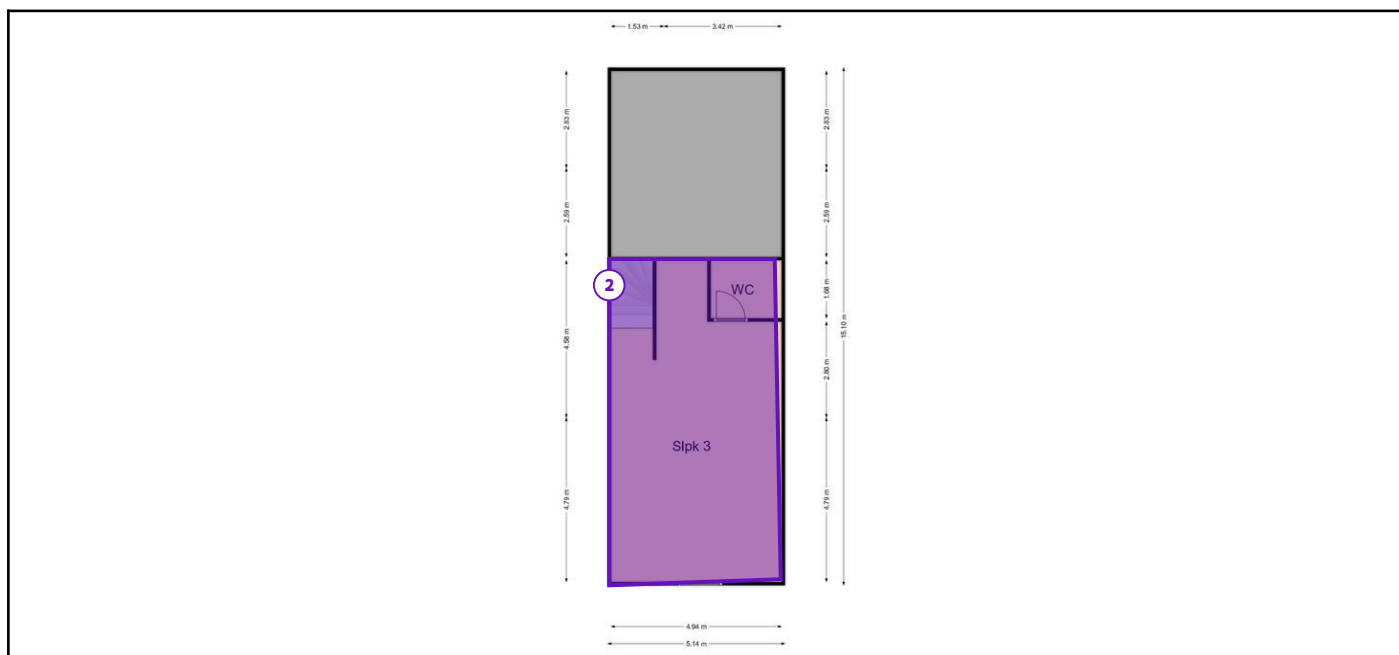 1.53 m
3.42 m
2.83 m
2.83 m
2.59 m
2.59 m
2
WC
1.68 m
4.58 m
15.10 m
2.80 m
Slpk 3
4.79 m
4.79 m
4.94 m
5.14 m